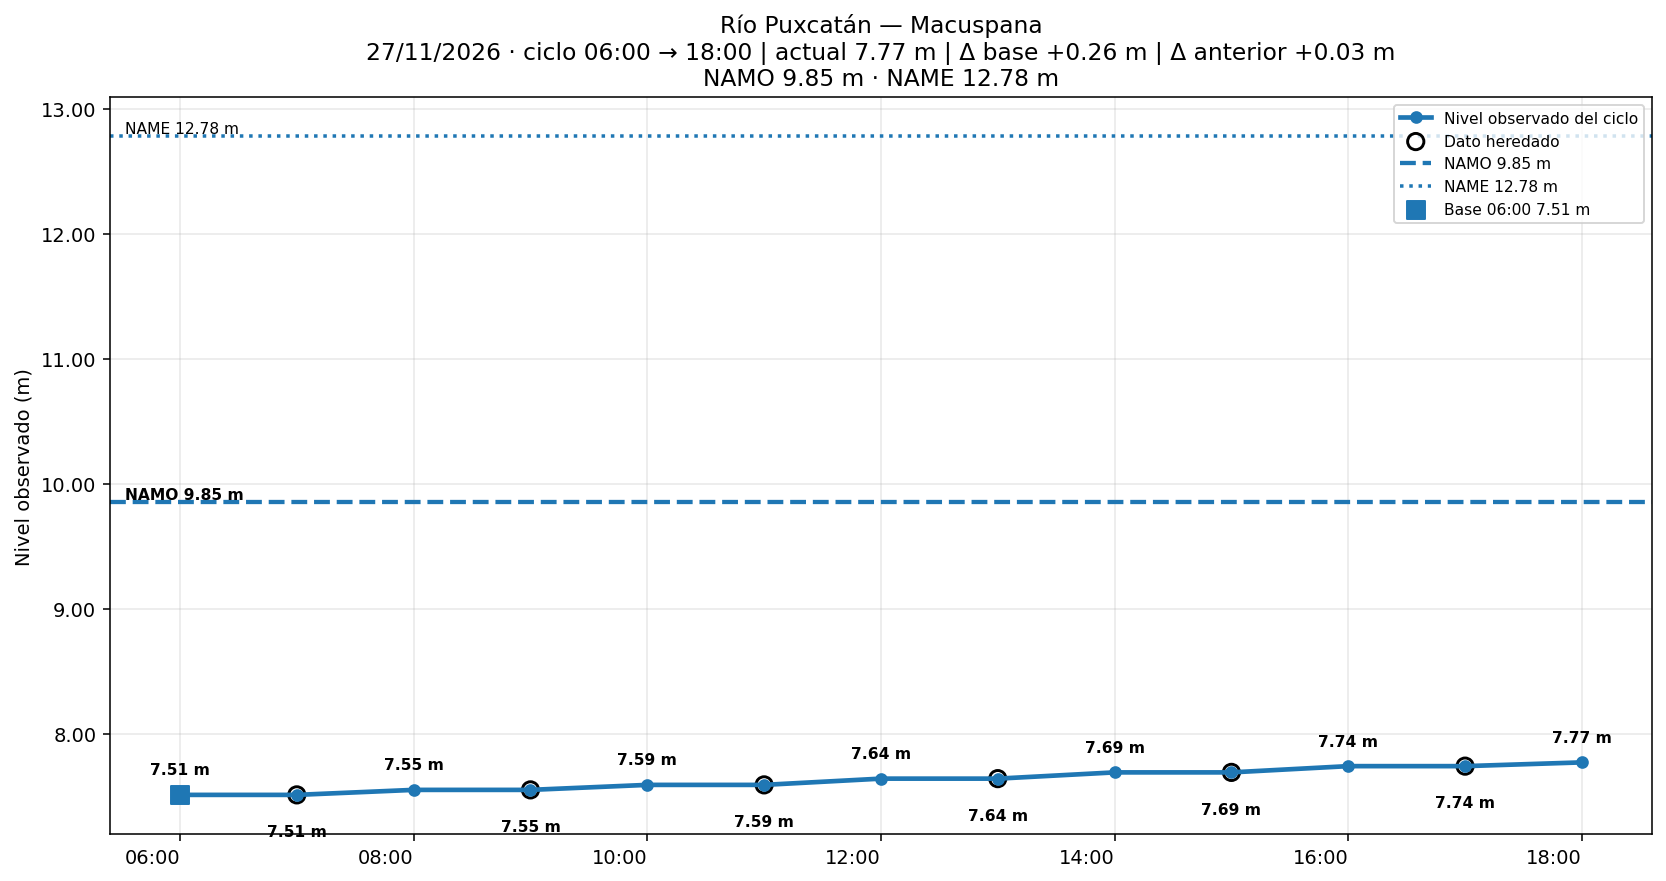 Río Puxcatán — Macuspana
27/11/2026 · ciclo 06:00 → 18:00 | actual 7.77 m | Δ base +0.26 m | Δ anterior +0.03 m
NAMO 9.85 m · NAME 12.78 m
Nivel observado (m)
13.00
12.00
11.00
10.00
9.00
8.00
NAME 12.78 m
NAMO 9.85 m
Nivel observado del ciclo
Dato heredado
NAMO 9.85 m
NAME 12.78 m
Base 06:00 7.51 m
7.51 m
7.51 m
7.55 m
7.55 m
7.59 m
7.59 m
7.64 m
7.64 m
7.69 m
7.69 m
7.74 m
7.74 m
7.77 m
06:00
08:00
10:00
12:00
14:00
16:00
18:00